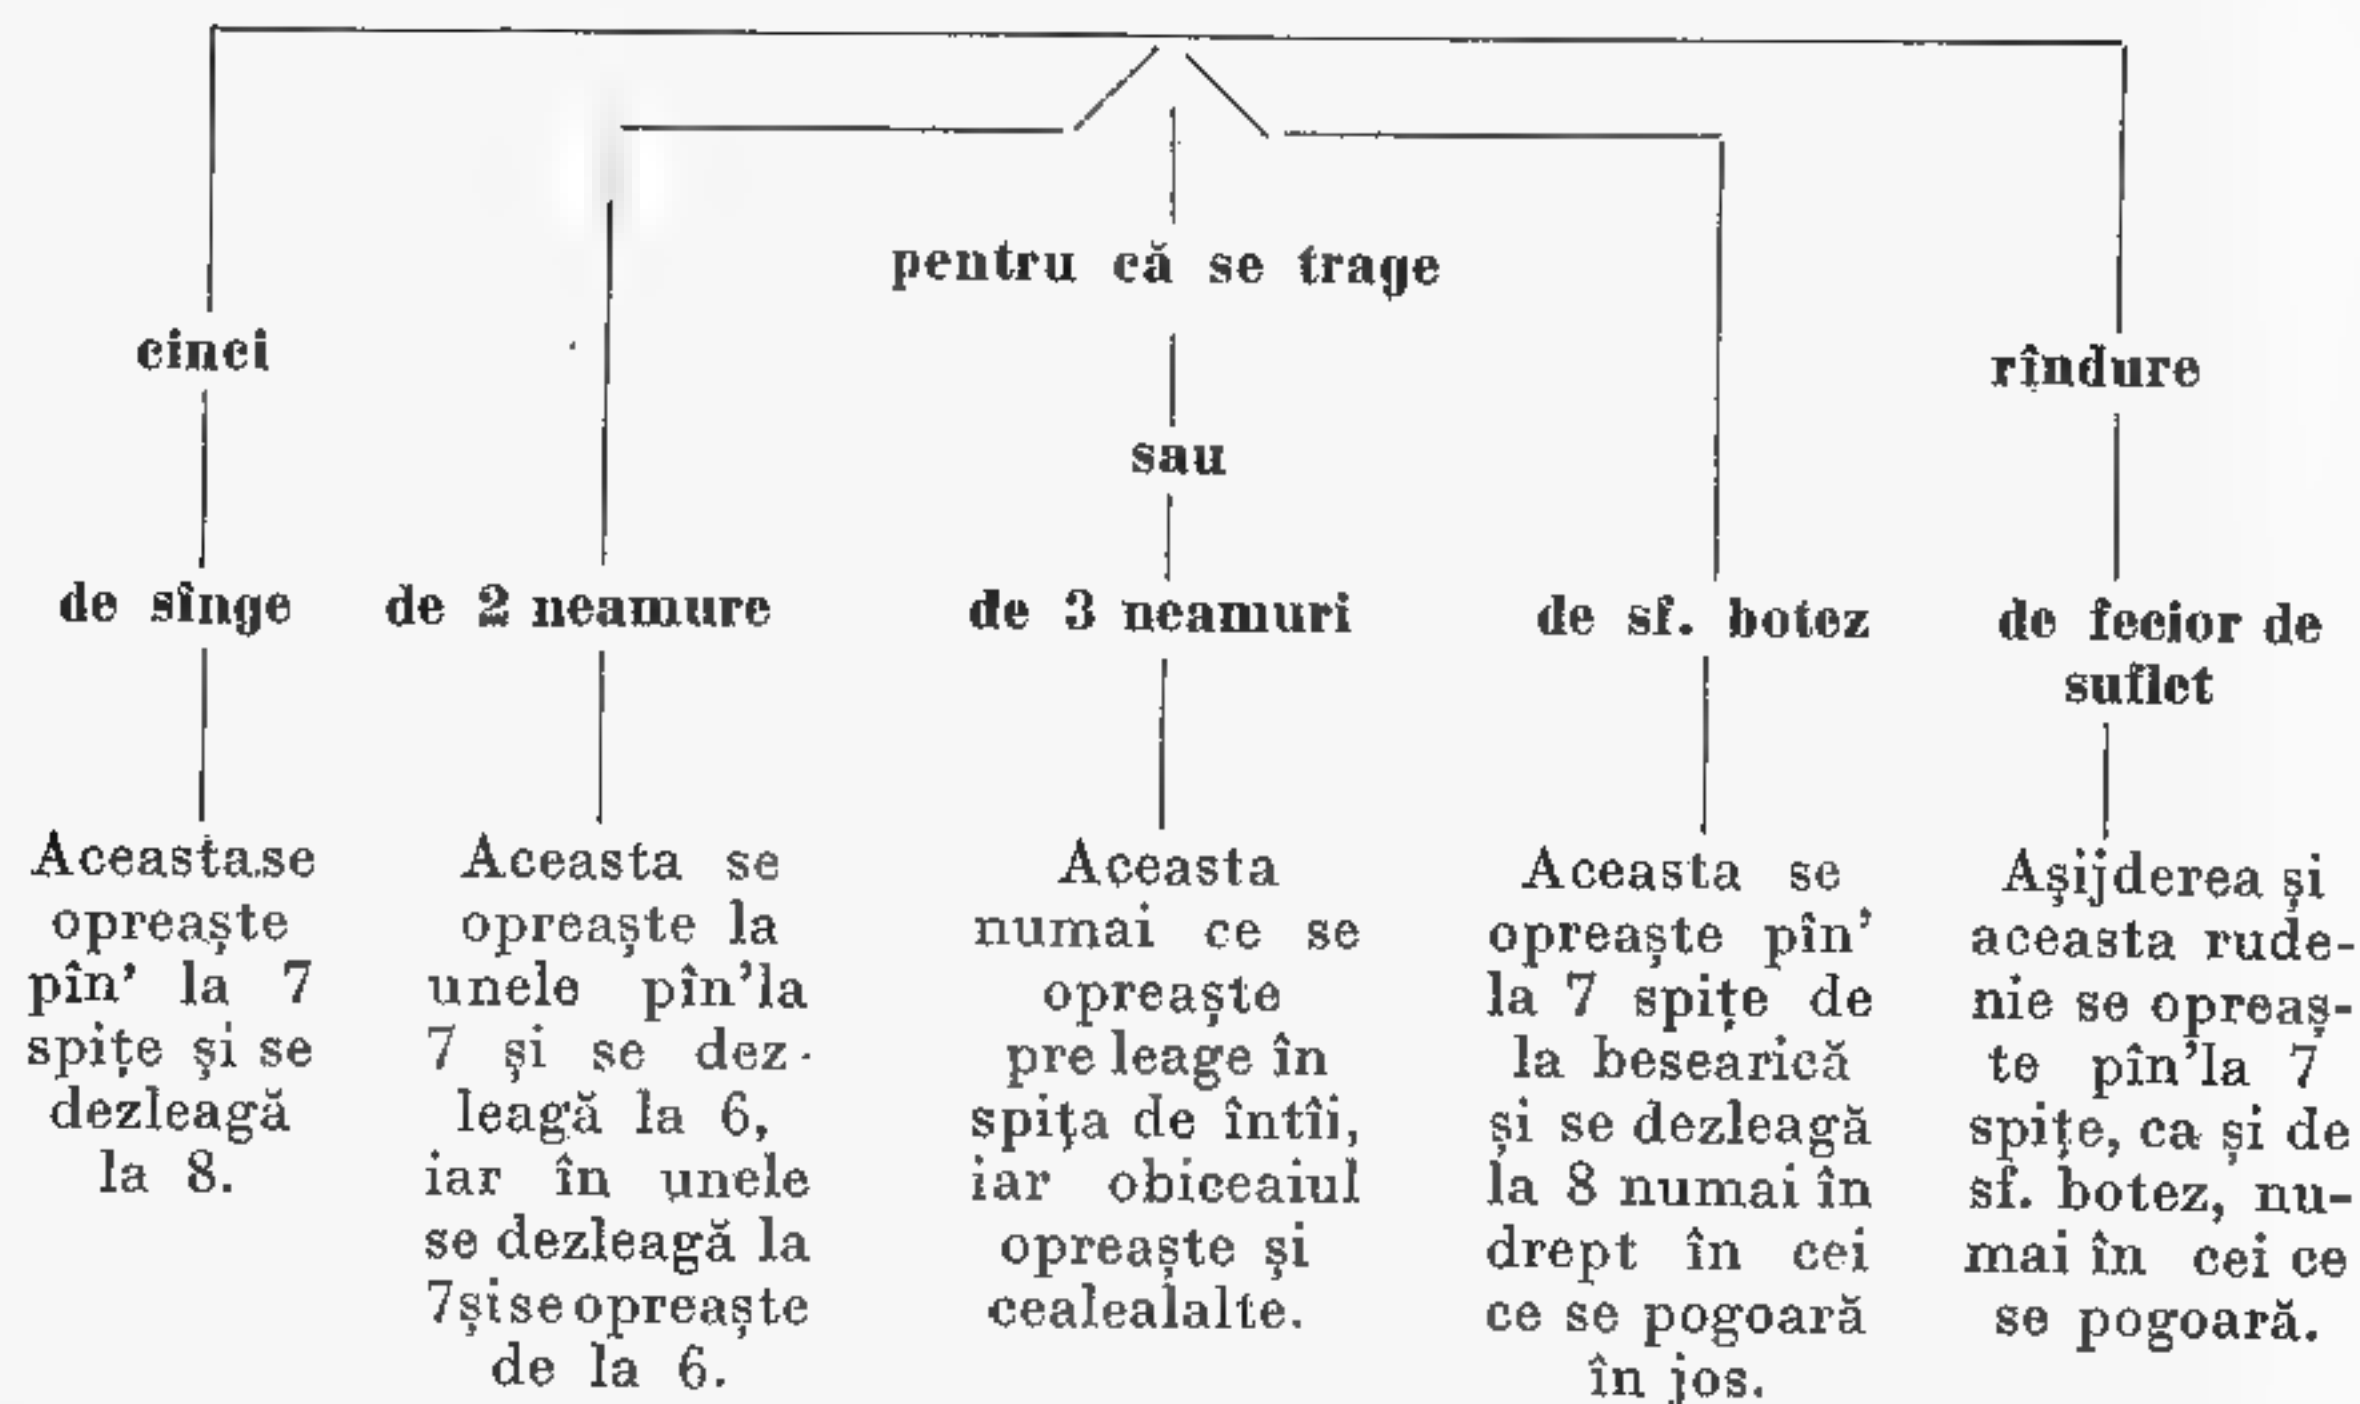 pentru că se trage
cinci
rîndure
sau
de sînge
de 2 neamure
de 3 neamuri
de sf. botez
de fecior de
suflet
Aceasta se
opreaște
pîn' la 7
spițe și se
dezleagă
la 8.
Aceasta se
opreaște la
unele pîn'la
7 și se dez-
leagă la 6,
iar în unele
se dezleagă la
7 și se opreaște
de la 6.
Aceasta
numai ce se
opreaște
pre leage în
spița de întîi,
iar obiceaiul
opreaște și
cealealalte.
Aceasta se
opreaște pîn'
la 7 spițe de
la besearică
și se dezleagă
la 8 numai în
drept în cei
ce se pogoară
în jos.
Așijderea și
aceasta rude-
nie se opreaș-
te pîn'la 7
spițe, ca și de
sf. botez, nu-
mai în cei ce
se pogoară.